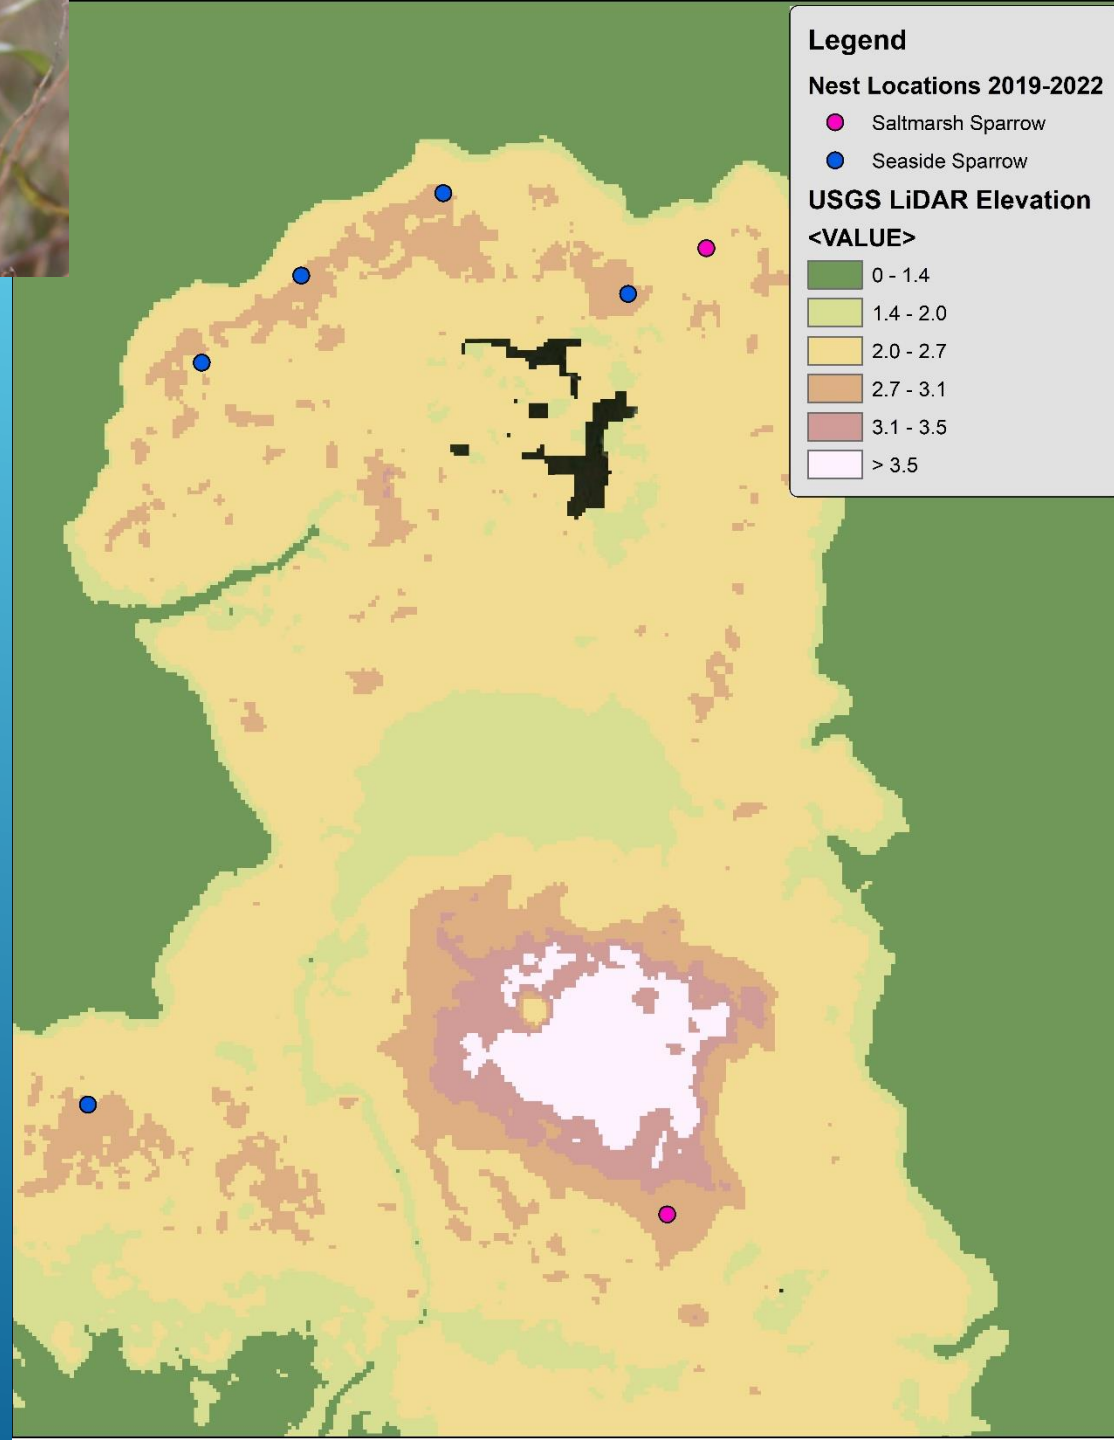 Legend
Nest Locations 2019-2022
Saltmarsh Sparrow
Seaside Sparrow
USGS LiDAR Elevation
<VALUE>
0 - 1.4
1.4 - 2.0
2.0 - 2.7
2.7 - 3.1
3.1 - 3.5
> 3.5